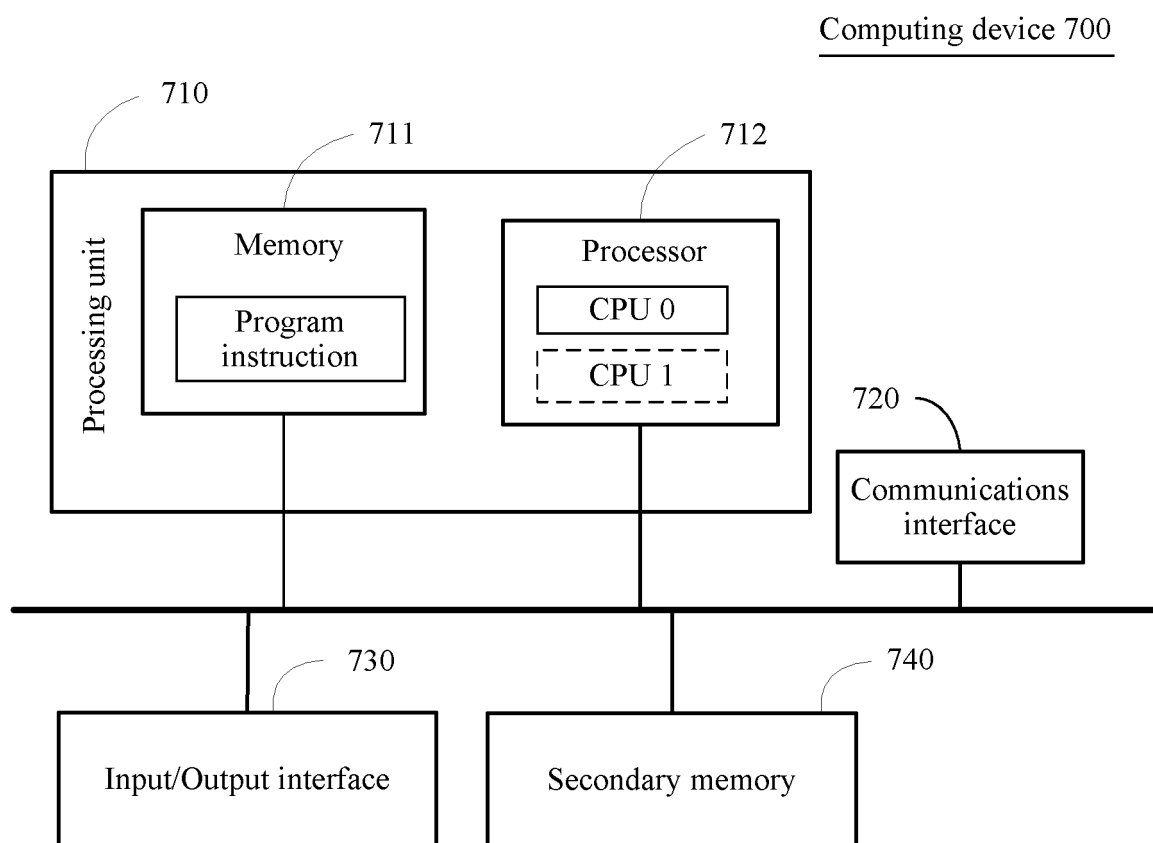 Computing device 700
710
711
712
Processing unit
Memory
Program
instruction
Processor
CPU 0
CPU 1
720
Communications
interface
730
740
Input/Output interface
Secondary memory